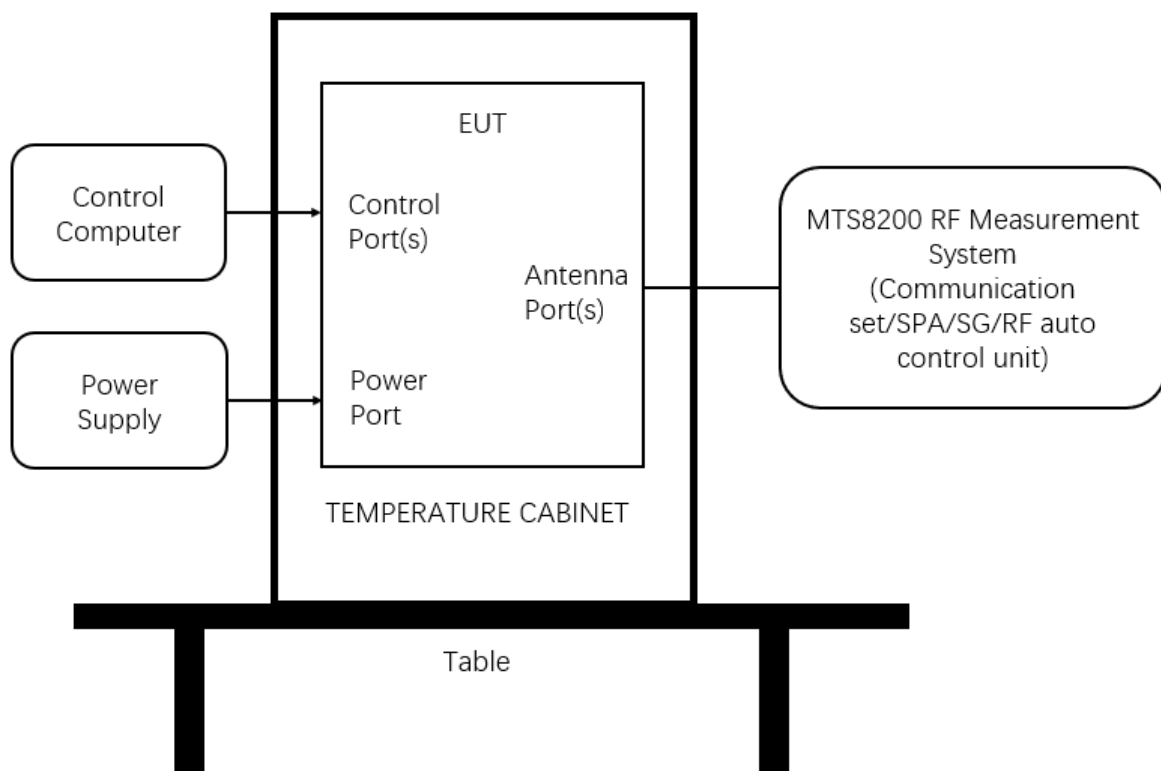 EUT
Control
Computer
Control
Port(s)
Antenna
Port(s)
MTS8200 RF Measurement
System
(Communication
set/SPA/SG/RF auto
control unit)
Power
Supply
Power
Port
TEMPERATURE CABINET
Table